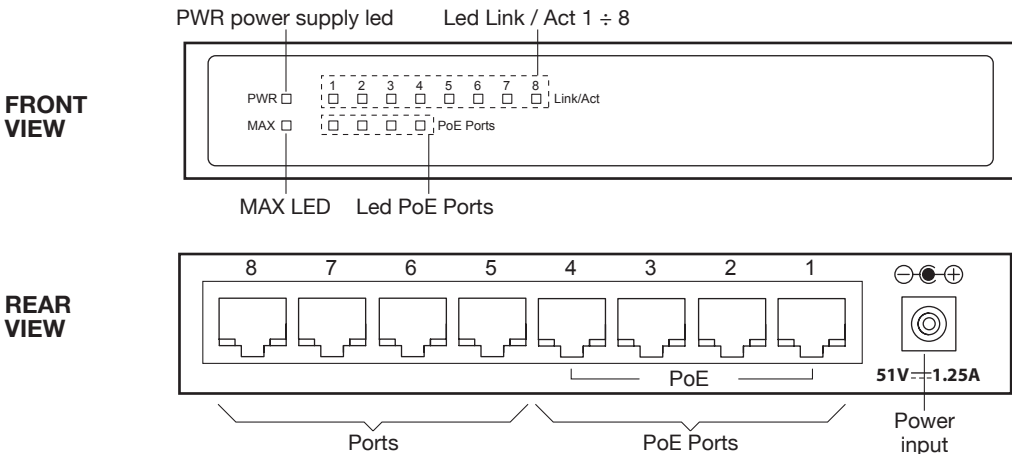 PWR power supply led
Led Link / Act 1 ÷ 8
FRONT
VIEW
1 2 3 4 5 6 7 8
PWR
Link/Act
MAX
PoE Ports
MAX LED
Led PoE Ports
REAR
VIEW
8 7 6 5 4 3 2 1
PoE
51V 1.25A
Ports
PoE Ports
Power
input